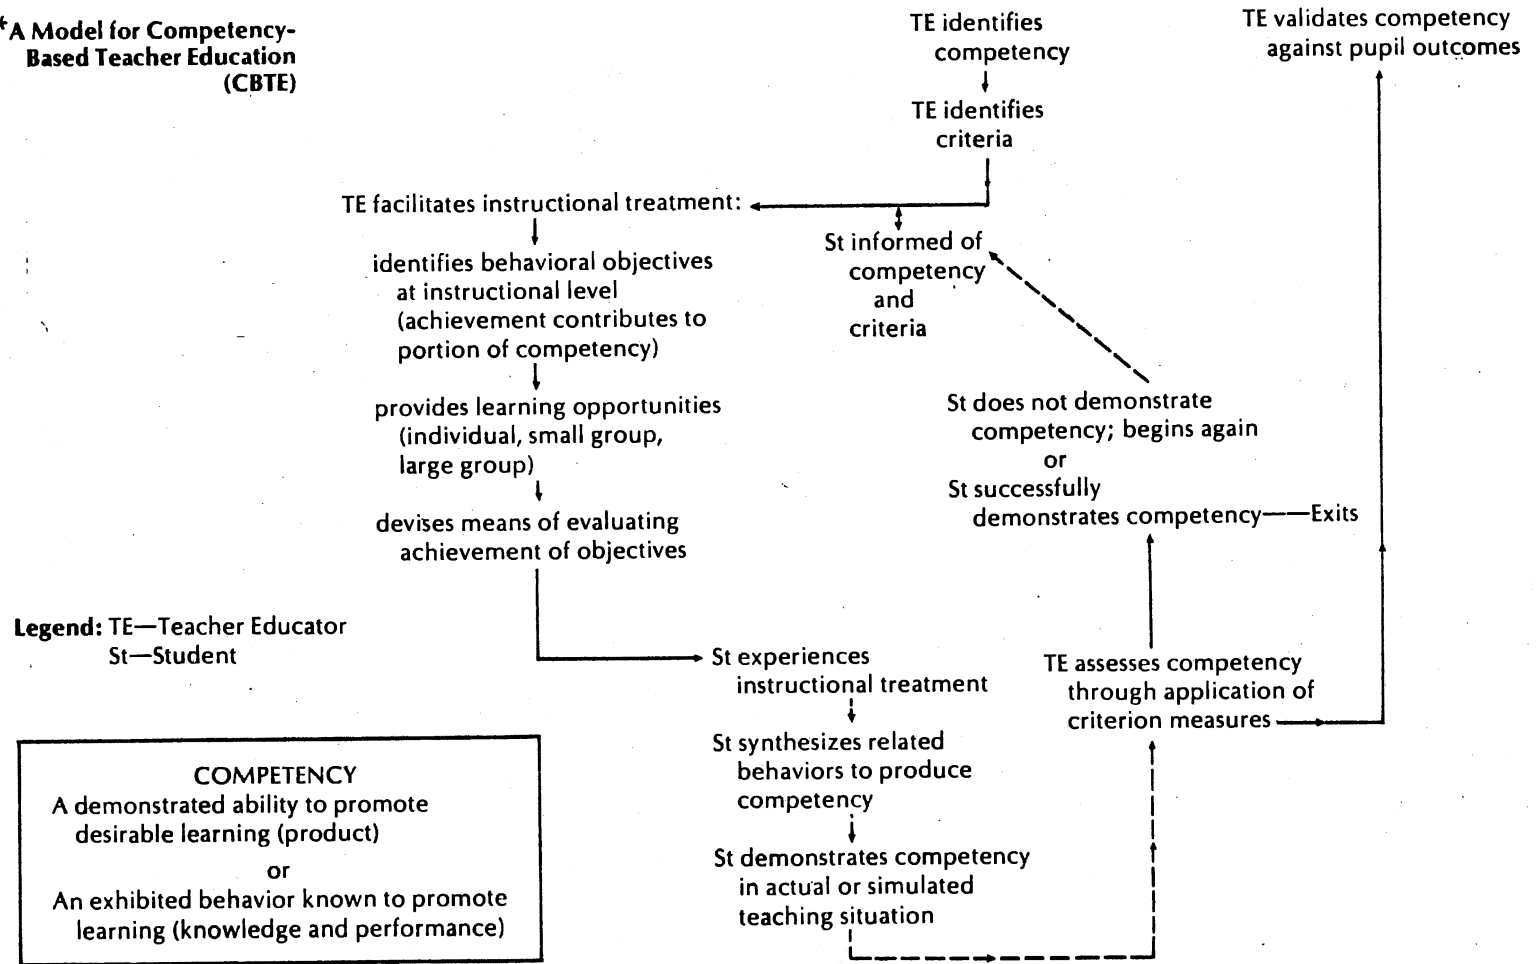 *A Model for Competency-
Based Teacher Education
(CBTE)
TE identifies
competency
TE identifies
criteria
TE validates competency
against pupil outcomes
TE facilitates instructional treatment:
identifies behavioral objectives
at instructional level
(achievement contributes to
portion of competency)
provides learning opportunities
(individual, small group,
large group)
devises means of evaluating
achievement of objectives
St informed of
competency
and
criteria
St does not demonstrate
competency; begins again
or
St successfully
demonstrates competency——Exits
Legend: TE—Teacher Educator
St—Student
St experiences
instructional treatment
St synthesizes related
behaviors to produce
competency
St demonstrates competency
in actual or simulated
teaching situation
TE assesses competency
through application of
criterion measures
COMPETENCY
A demonstrated ability to promote
desirable learning (product)
or
An exhibited behavior known to promote
learning (knowledge and performance)